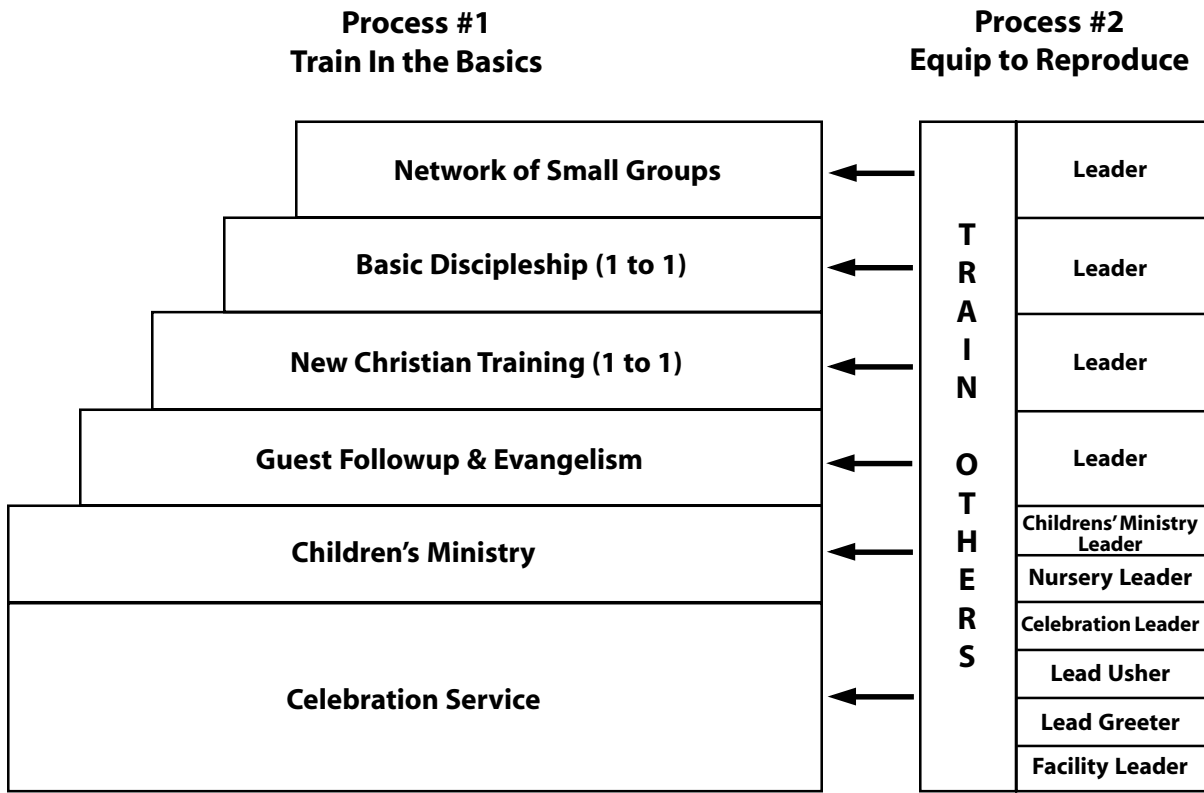 Process #1
Train In the Basics
Process #2
Equip to Reproduce
Network of Small Groups
Basic Discipleship (1 to 1)
New Christian Training (1 to 1)
Guest Followup & Evangelism
Children’s Ministry
Celebration Service
TRAIN OTHERS
Leader
Leader
Leader
Leader
Childrens’ Ministry
Leader
Nursery Leader
Celebration Leader
Lead Usher
Lead Greeter
Facility Leader